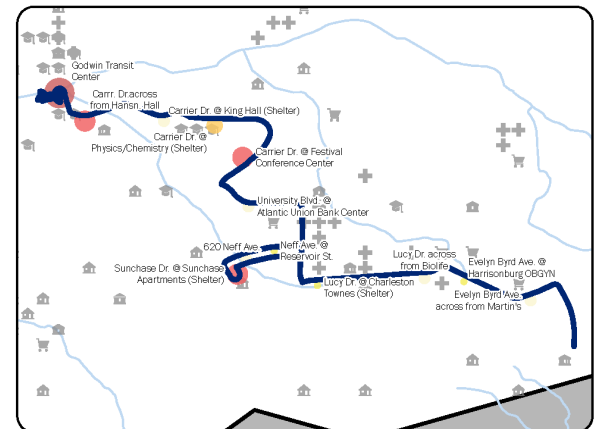 Godwin Transit
Center
Carrr. Dr.across
from Hansn. Hall
Carrier Dr. @ King Hall (Shelter)
Carrier Dr. @
Physics/Chemistry (Shelter)
Carrier Dr. @ Festival
Conference Center
University Blvd. @
Atlantic Union Bank Center
620 Neff Ave.
Neff Ave. @
Reservoir St.
Sunchase Dr. @ Sunchase
Apartments (Shelter)
Lucy Dr. @ Charleston
Townes (Shelter)
Lucy Dr. across
from Biolife
Evelyn Byrd Ave. @
Harrisonburg OBGYN
Evelyn Byrd Ave.
across from Martin's